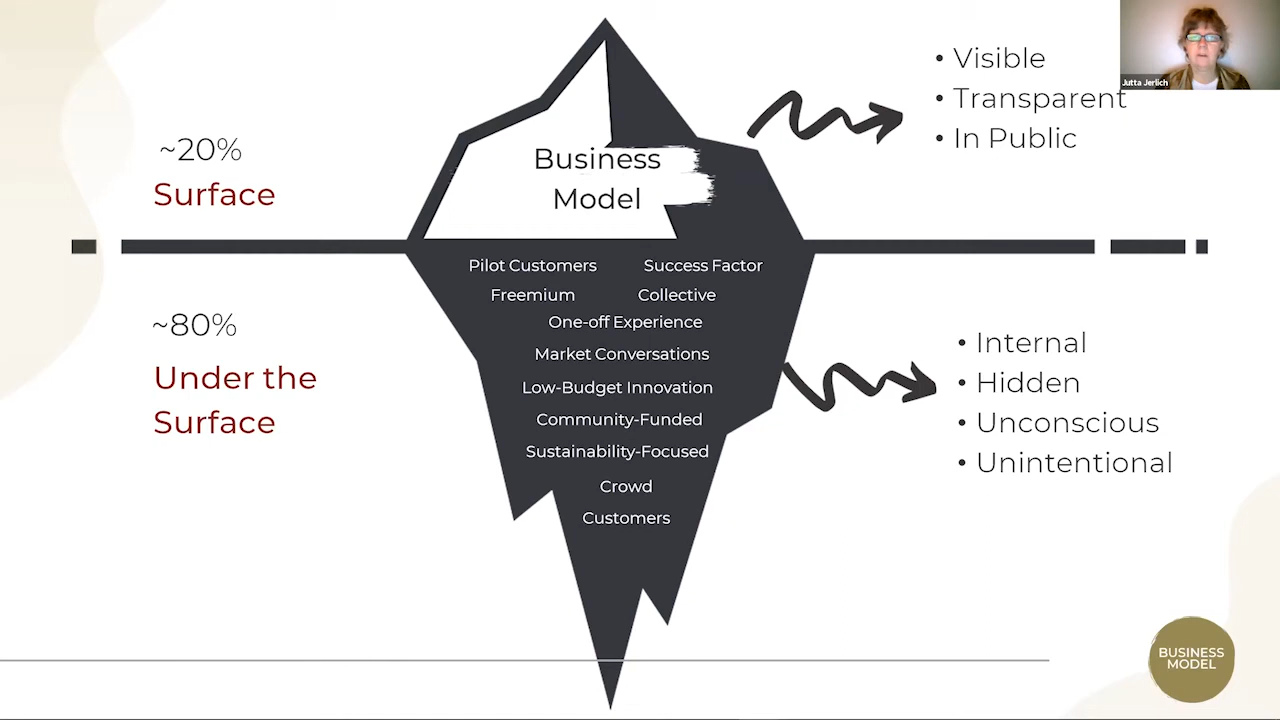 ~20%
Surface
Business
Model
• Visible
• Transparent
• In Public
Jutta Jerlich
~80%
Under the
Surface
Pilot Customers Success Factor
Freemium Collective
One-off Experience
Market Conversations
Low-Budget Innovation
Community-Funded
Sustainability-Focused
Crowd
Customers
• Internal
• Hidden
• Unconscious
• Unintentional
BUSINESS
MODEL